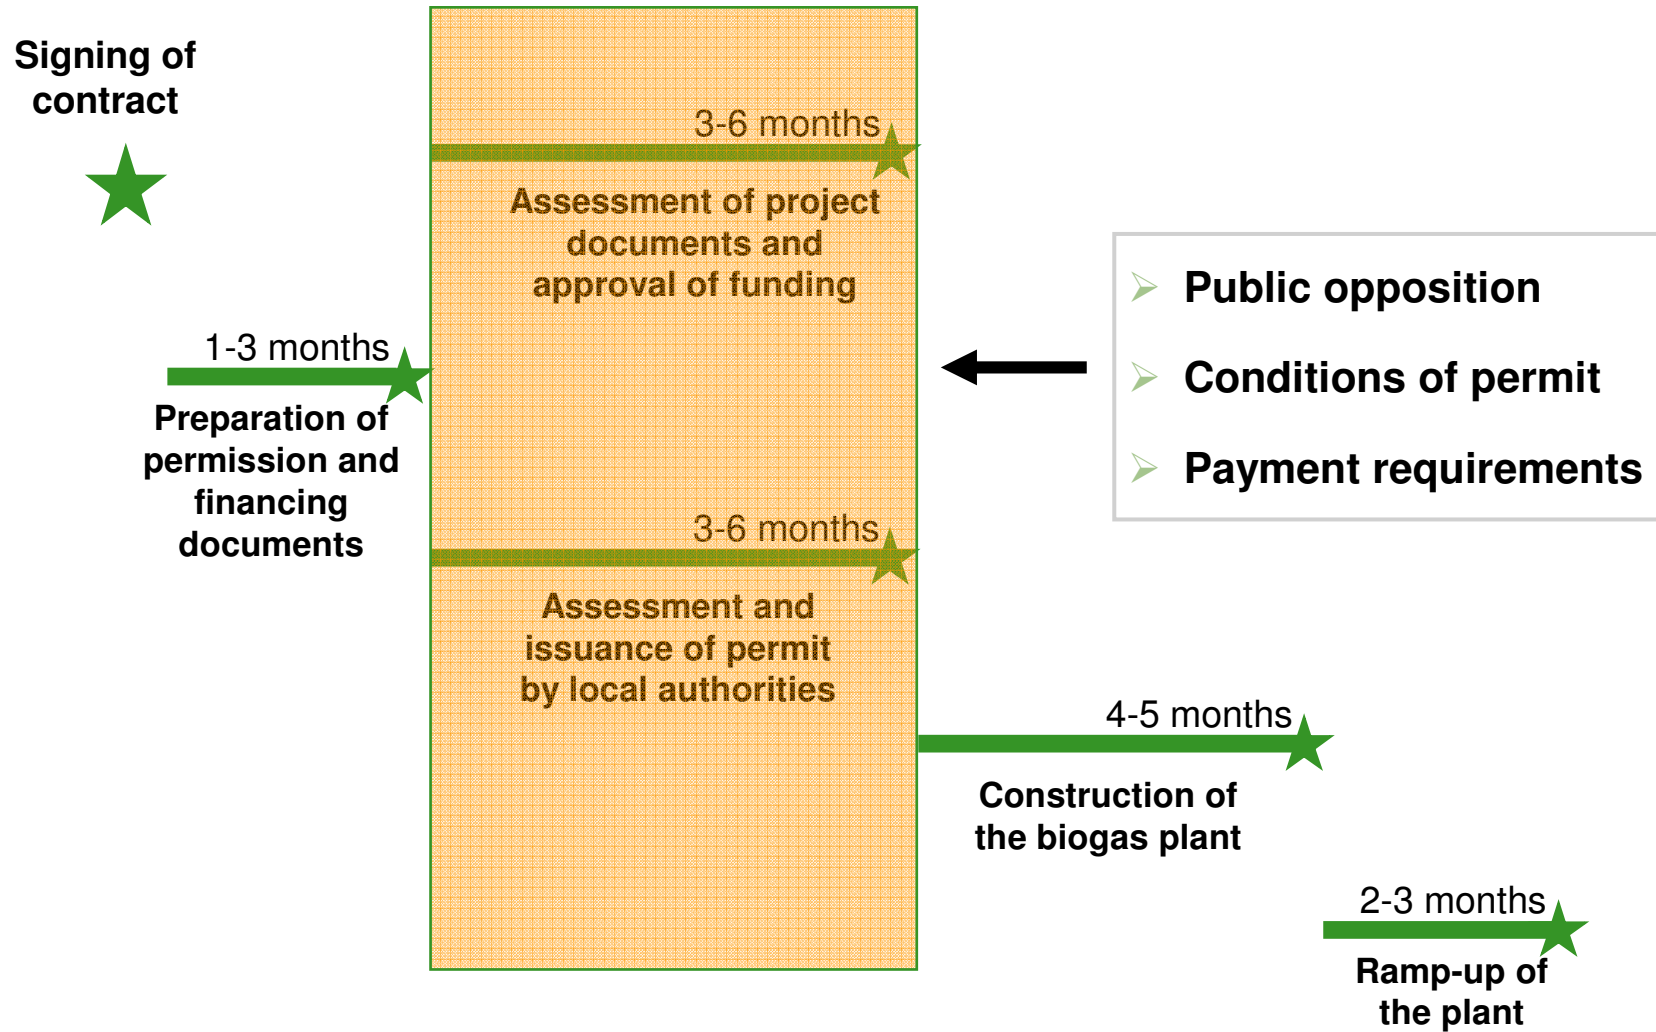 Signing of
contract
3-6 months
Assessment of project
documents and
approval of funding
1-3 months
Preparation of
permission and
financing
documents
Public opposition
Conditions of permit
Payment requirements
3-6 months
Assessment and
issuance of permit
by local authorities
4-5 months
Construction of
the biogas plant
2-3 months
Ramp-up of
the plant